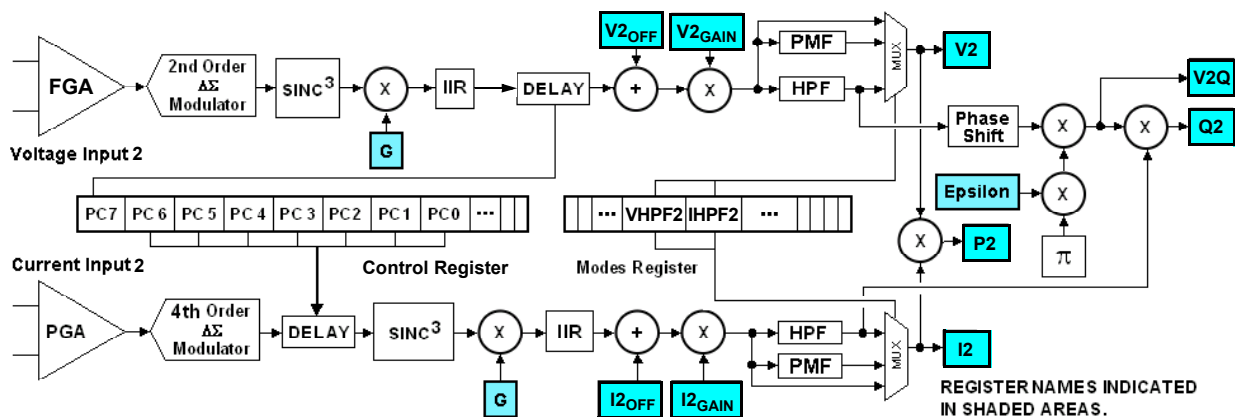 V2OFF
V2GAIN
FGA
2nd Order
ΔΣ
Modulator
SINC3
X
IIR
DELAY
+
X
PMF
HPF
MUX
V2
Voltage Input 2
G
Phase
Shift
X
X
V2Q
Q2
PC7 PC 6 PC 5 PC 4 PC 3 PC2 PC1 PC0 ...
... VHPF2 IHPF2 ...
Epsilon
X
X
P2
π
Current Input 2
Control Register
Modes Register
PGA
4th Order
ΔΣ
Modulator
DELAY
SINC3
X
IIR
+
X
HPF
PMF
MUX
I2
G
I2OFF
I2GAIN
REGISTER NAMES INDICATED
IN SHADED AREAS.